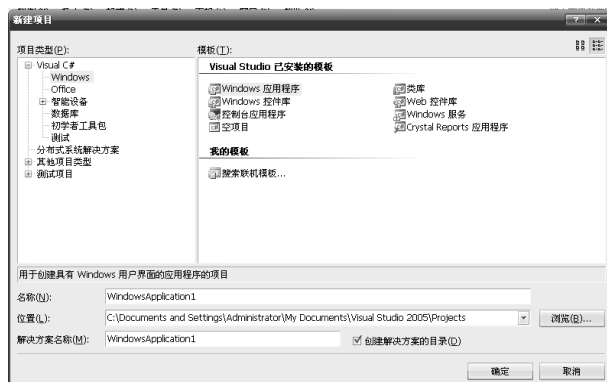 新建项目
项目类型(P):
模板(T):
Visual C#
Windows
Office
智能设备
数据库
初学者工具包
测试
分布式系统解决方案
其他项目类型
测试项目
Visual Studio 已安装的模板
Windows 应用程序
类库
Windows 控件库
Web 控件库
控制台应用程序
Windows 服务
空项目
Crystal Reports 应用程序
我的模板
搜索联机模板...
用于创建具有 Windows 用户界面的应用程序的项目
名称(N): WindowsApplication1
位置(L): C:\Documents and Settings\Administrator\My Documents\Visual Studio 2005\Projects 浏览(B)...
解决方案名称(M): WindowsApplication1 创建解决方案的目录(D)
确定 取消